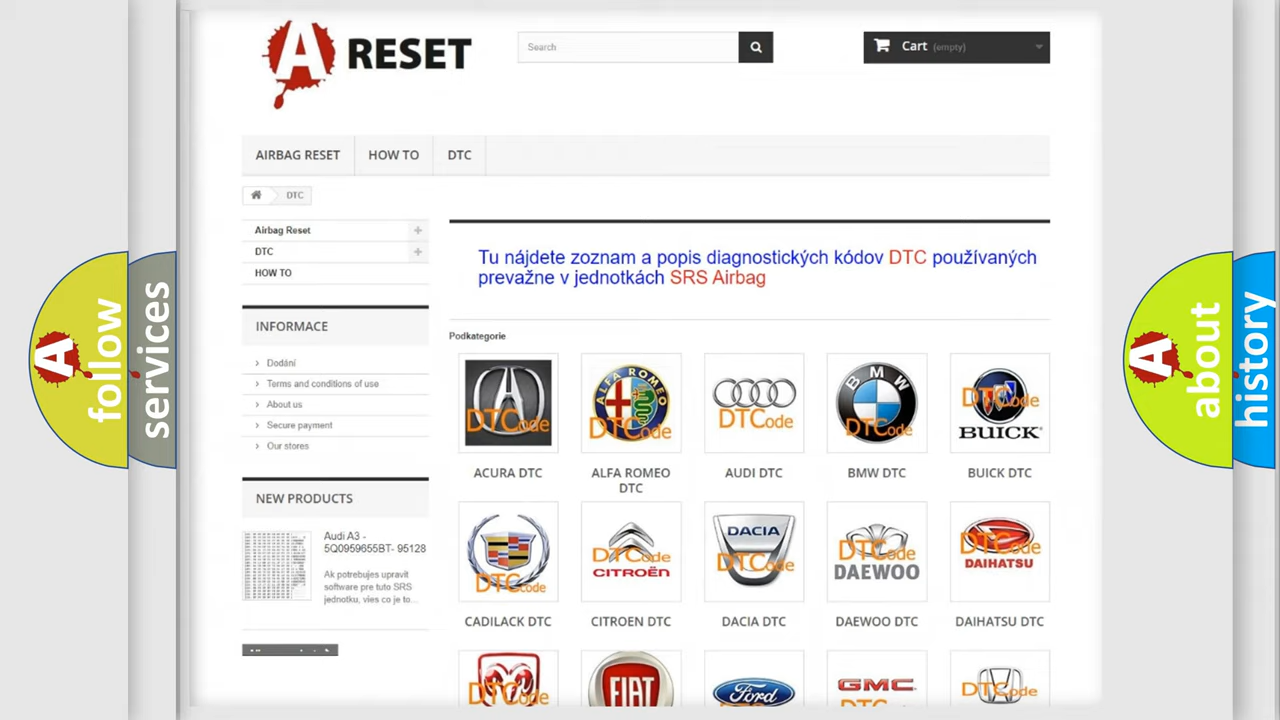 A RESET
Search
Cart (empty)
AIRBAG RESET
HOW TO
DTC
DTC
Airbag Reset
DTC
HOW TO
Tu nájdete zoznam a popis diagnostických kódov DTC používaných
prevažne v jednotkách SRS Airbag
INFORMACE
Dodání
Terms and conditions of use
About us
Secure payment
Our stores
Podkategorie
DTCode
ALFA ROMEO
DTCode
DTCode
BMW
DTCode
DTCode
BUICK
ACURA DTC
ALFA ROMEO
DTC
AUDI DTC
BMW DTC
BUICK DTC
NEW PRODUCTS
Audi A3 -
5Q0959655BT- 95128
Ak potrebujes upravit
software pre tuto SRS
jednotku, vies co je to...
DTCode
DTCode
CITROËN
DACIA
DTCode
DTCode
DAEWOO
DTCode
DAIHATSU
CADILACK DTC
CITROEN DTC
DACIA DTC
DAEWOO DTC
DAIHATSU DTC
DTCode
FIAT
Ford
GMC
DTCode
A follow
services
A about
history